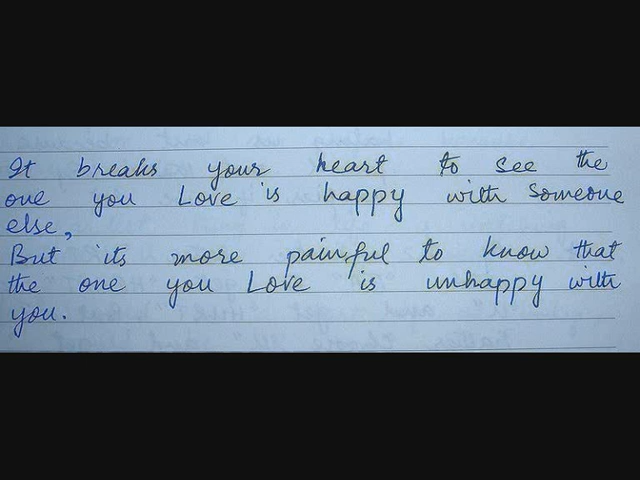 It breaks your heart to see the
one you Love is happy with Someone
else,
But its more painful to know that
the one you Love is unhappy with
you.